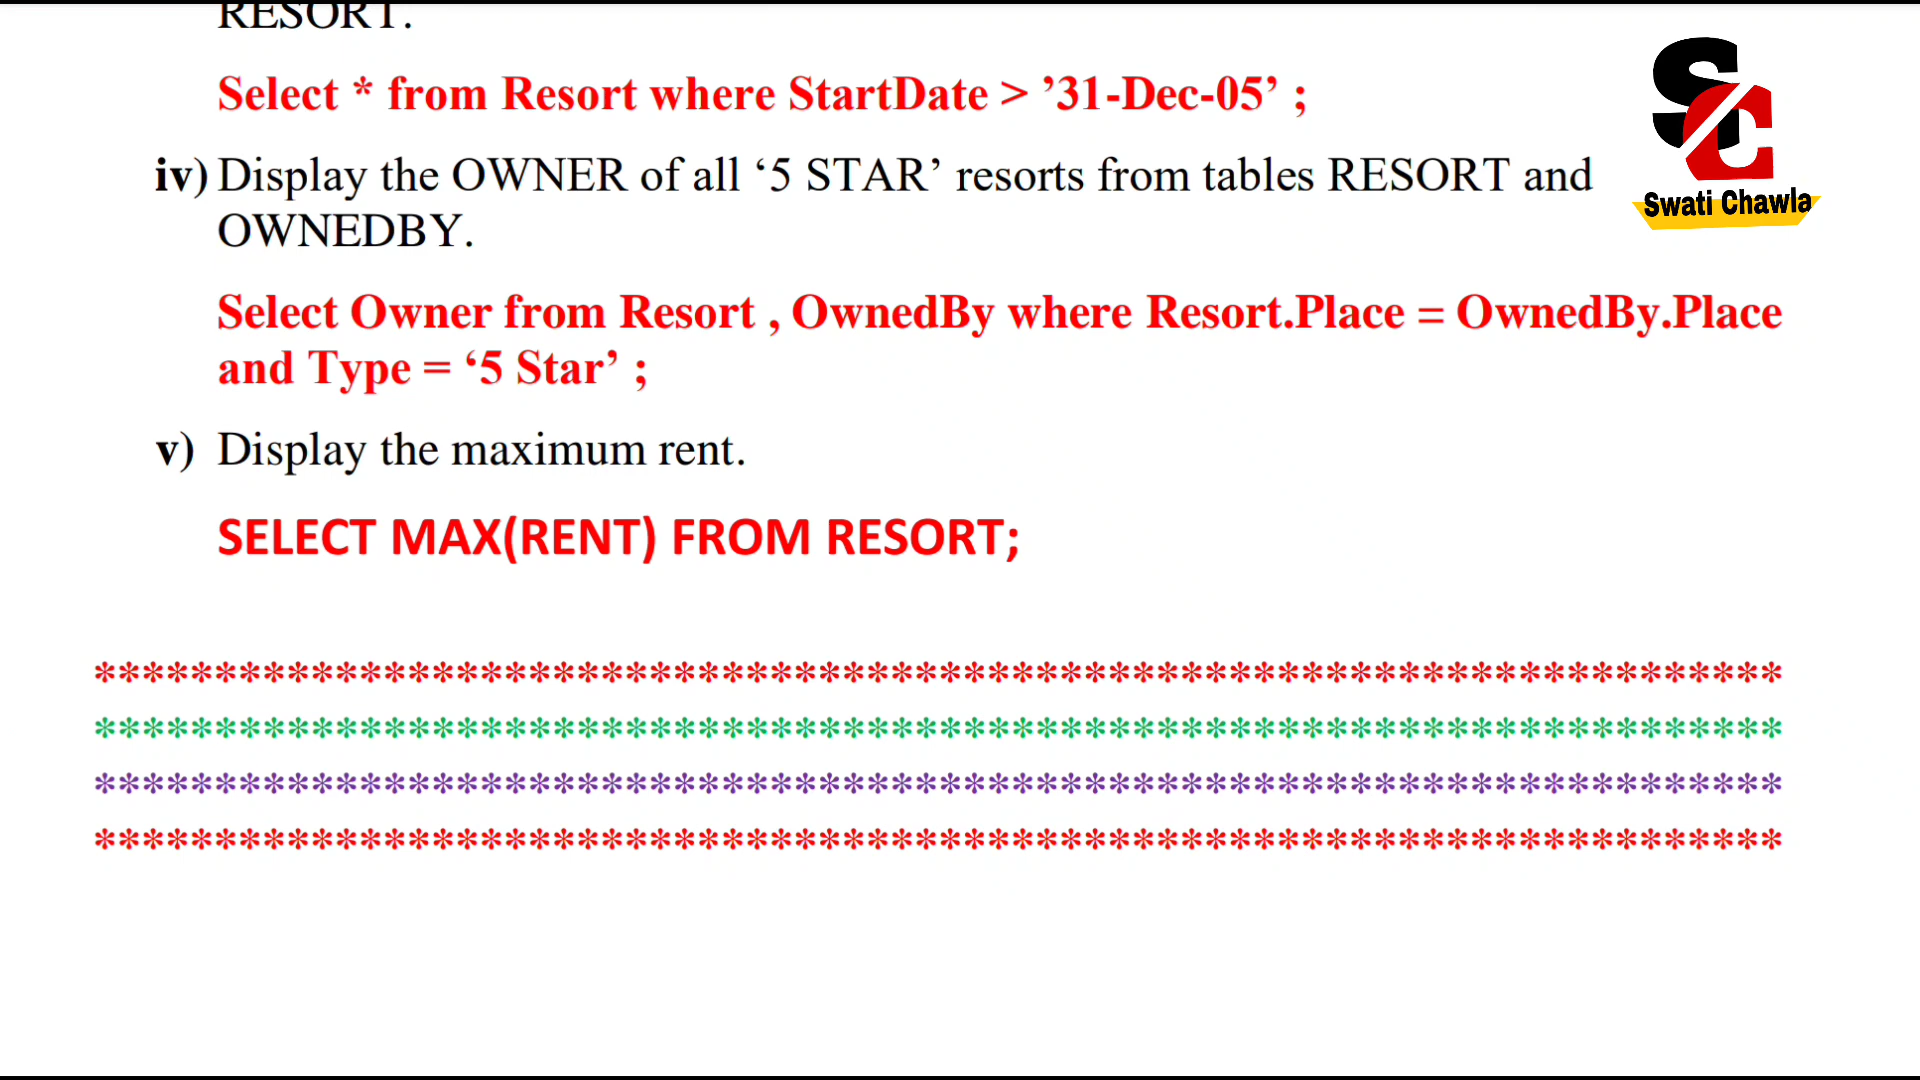 RESORT.
Select * from Resort where StartDate > ’31-Dec-05’ ;
iv) Display the OWNER of all ‘5 STAR’ resorts from tables RESORT and
OWNEDBY.
Select Owner from Resort , OwnedBy where Resort.Place = OwnedBy.Place
and Type = ‘5 Star’ ;
v) Display the maximum rent.
SELECT MAX(RENT) FROM RESORT;
**********************************************************************
**********************************************************************
**********************************************************************
**********************************************************************
SC
Swati Chawla